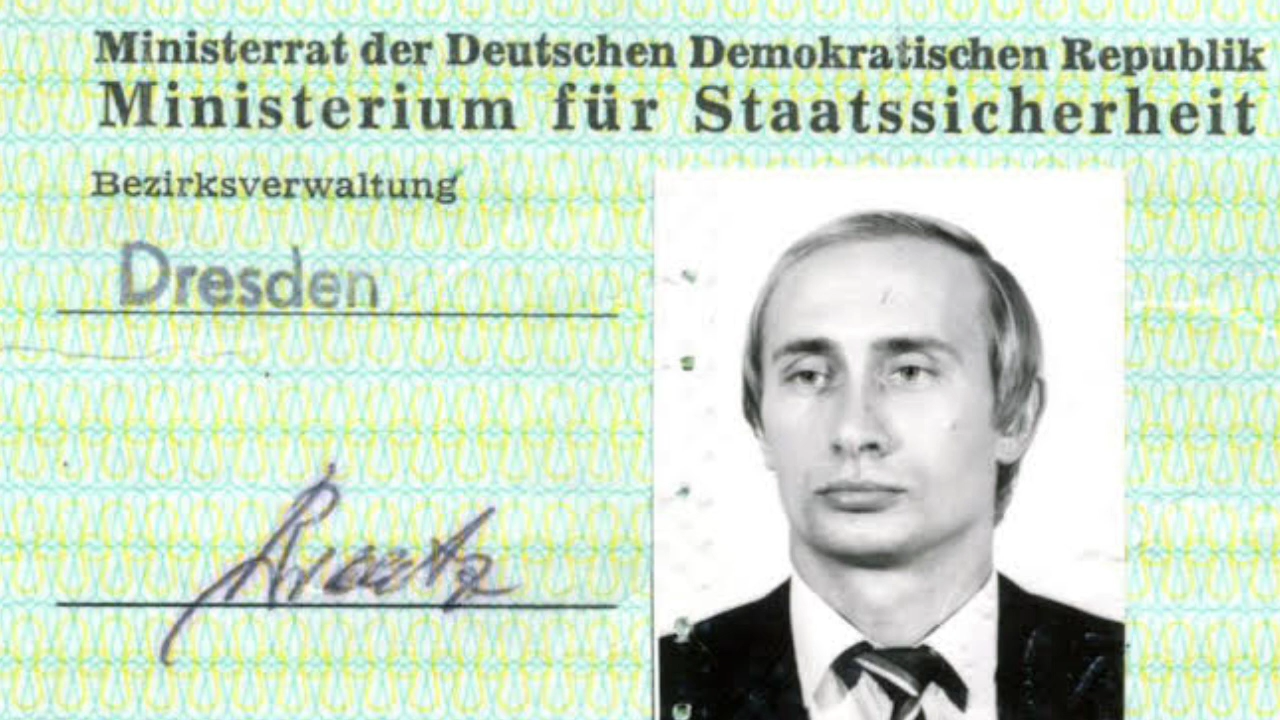 Ministerrat der Deutschen Demokratischen Republik
Ministerium für Staatssicherheit
Bezirksverwaltung
Dresden